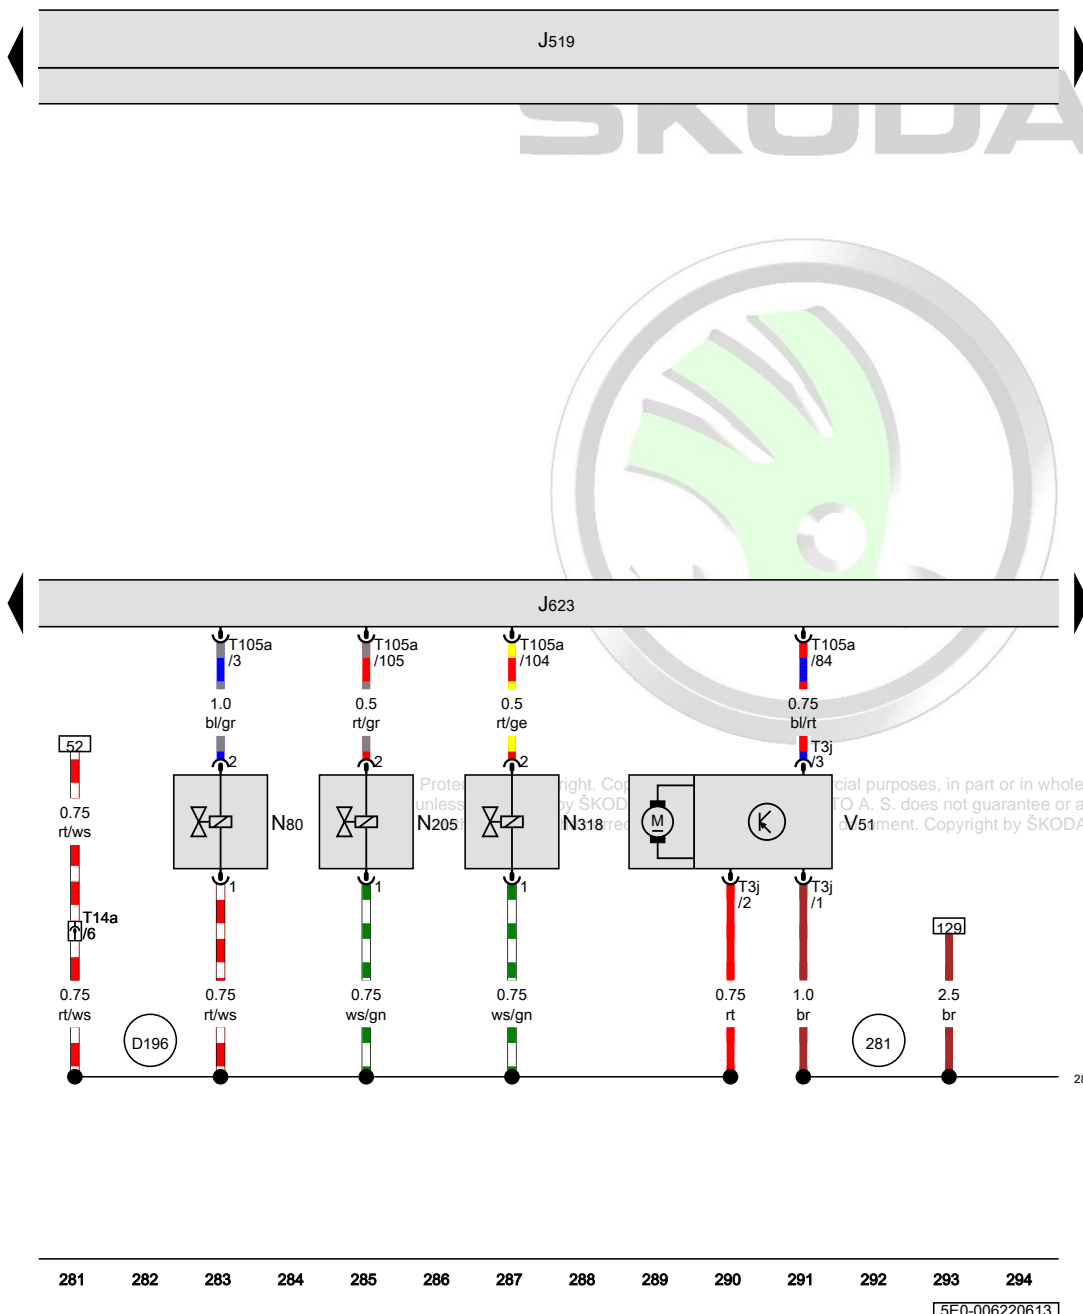 J519
ŠKODA
J623
T105a
/3
T105a
/105
T105a
/104
T105a
/84
1.0
bl/gr
0.5
rt/gr
0.5
rt/ge
0.75
bl/rt
52
2
2
2
T3j
/3
0.75
rt/ws
N80
N205
N318
M
V51
1
1
1
T3j
/2
T3j
/1
T14a
/6
129
0.75
rt/ws
D196
0.75
rt/ws
0.75
ws/gn
0.75
ws/gn
0.75
rt
1.0
br
281
2.5
br
281 282 283 284 285 286 287 288 289 290 291 292 293 294
5E0-006220613